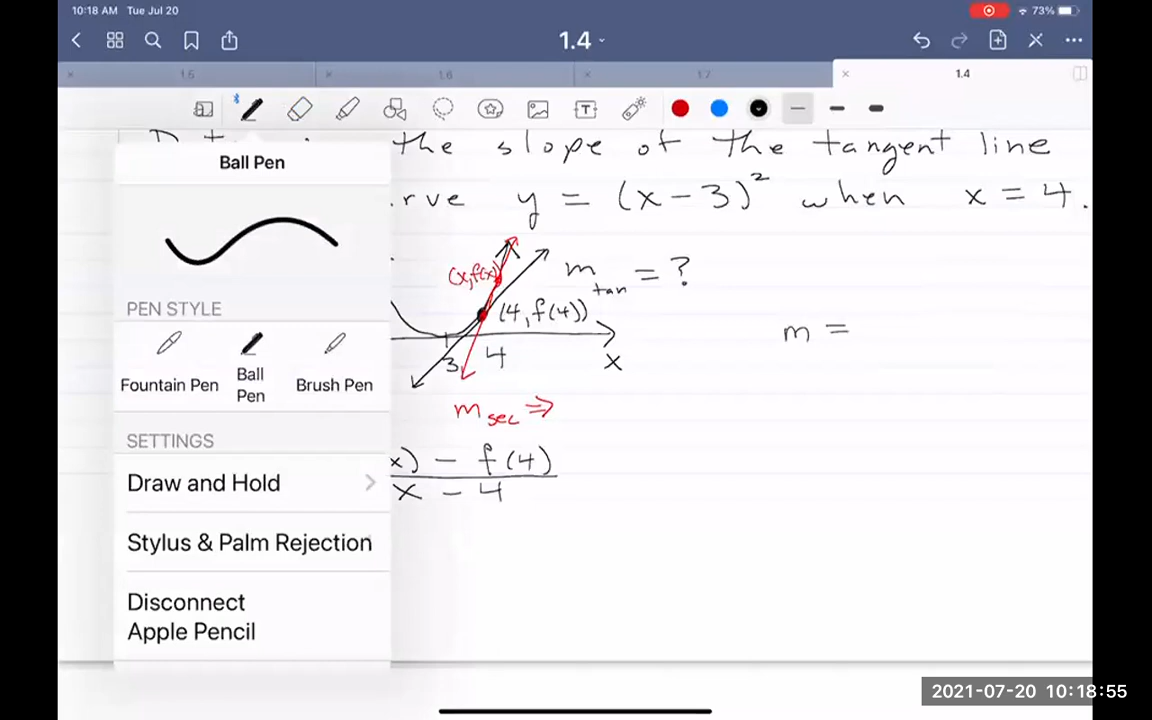 10:18 AM Tue Jul 20
73%
1.4
1.5 1.6 1.7 1.4
the slope of the tangent line
Ball Pen
rve y = (x-3)² when x = 4.
(x,f(x)) m tan = ?
(4,f(4))
PEN STYLE
m =
3 4 x
Fountain Pen Ball Pen Brush Pen
m sec ⇒
SETTINGS
x) - f(4)
Draw and Hold
x - 4
Stylus & Palm Rejection
Disconnect
Apple Pencil
2021-07-20 10:18:55